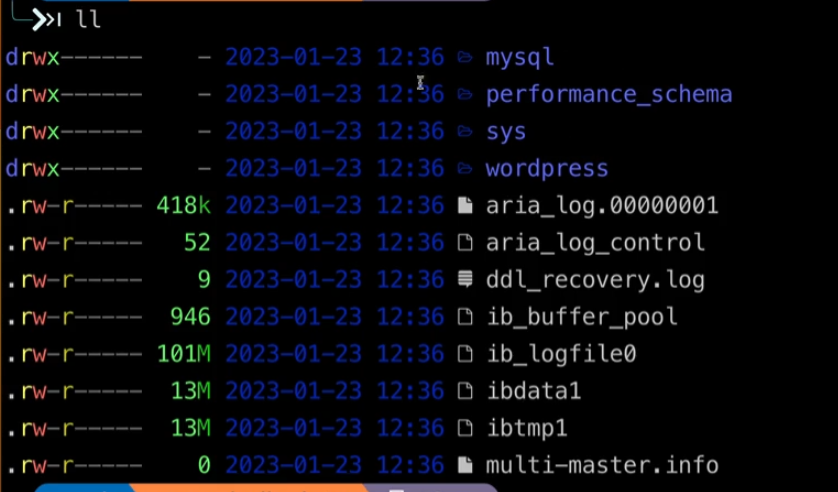 ll
drwx------ - 2023-01-23 12:36 mysql
drwx------ - 2023-01-23 12:36 performance_schema
drwx------ - 2023-01-23 12:36 sys
drwx------ - 2023-01-23 12:36 wordpress
.rw-r----- 418k 2023-01-23 12:36 aria_log.00000001
.rw-r----- 52 2023-01-23 12:36 aria_log_control
.rw-r----- 9 2023-01-23 12:36 ddl_recovery.log
.rw-r----- 946 2023-01-23 12:36 ib_buffer_pool
.rw-r----- 101M 2023-01-23 12:36 ib_logfile0
.rw-r----- 13M 2023-01-23 12:36 ibdata1
.rw-r----- 13M 2023-01-23 12:36 ibtmp1
.rw-r----- 0 2023-01-23 12:36 multi-master.info